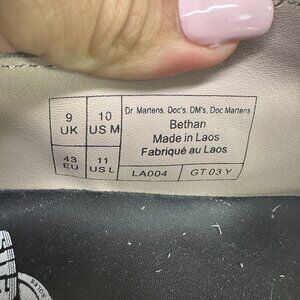 9 UK
10 US M
43 EU
11 US L
Dr. Martens. Doc's. DM's. Doc Martens
Bethan
Made in Laos
Fabriqué au Laos
LA004
GT 03 Y